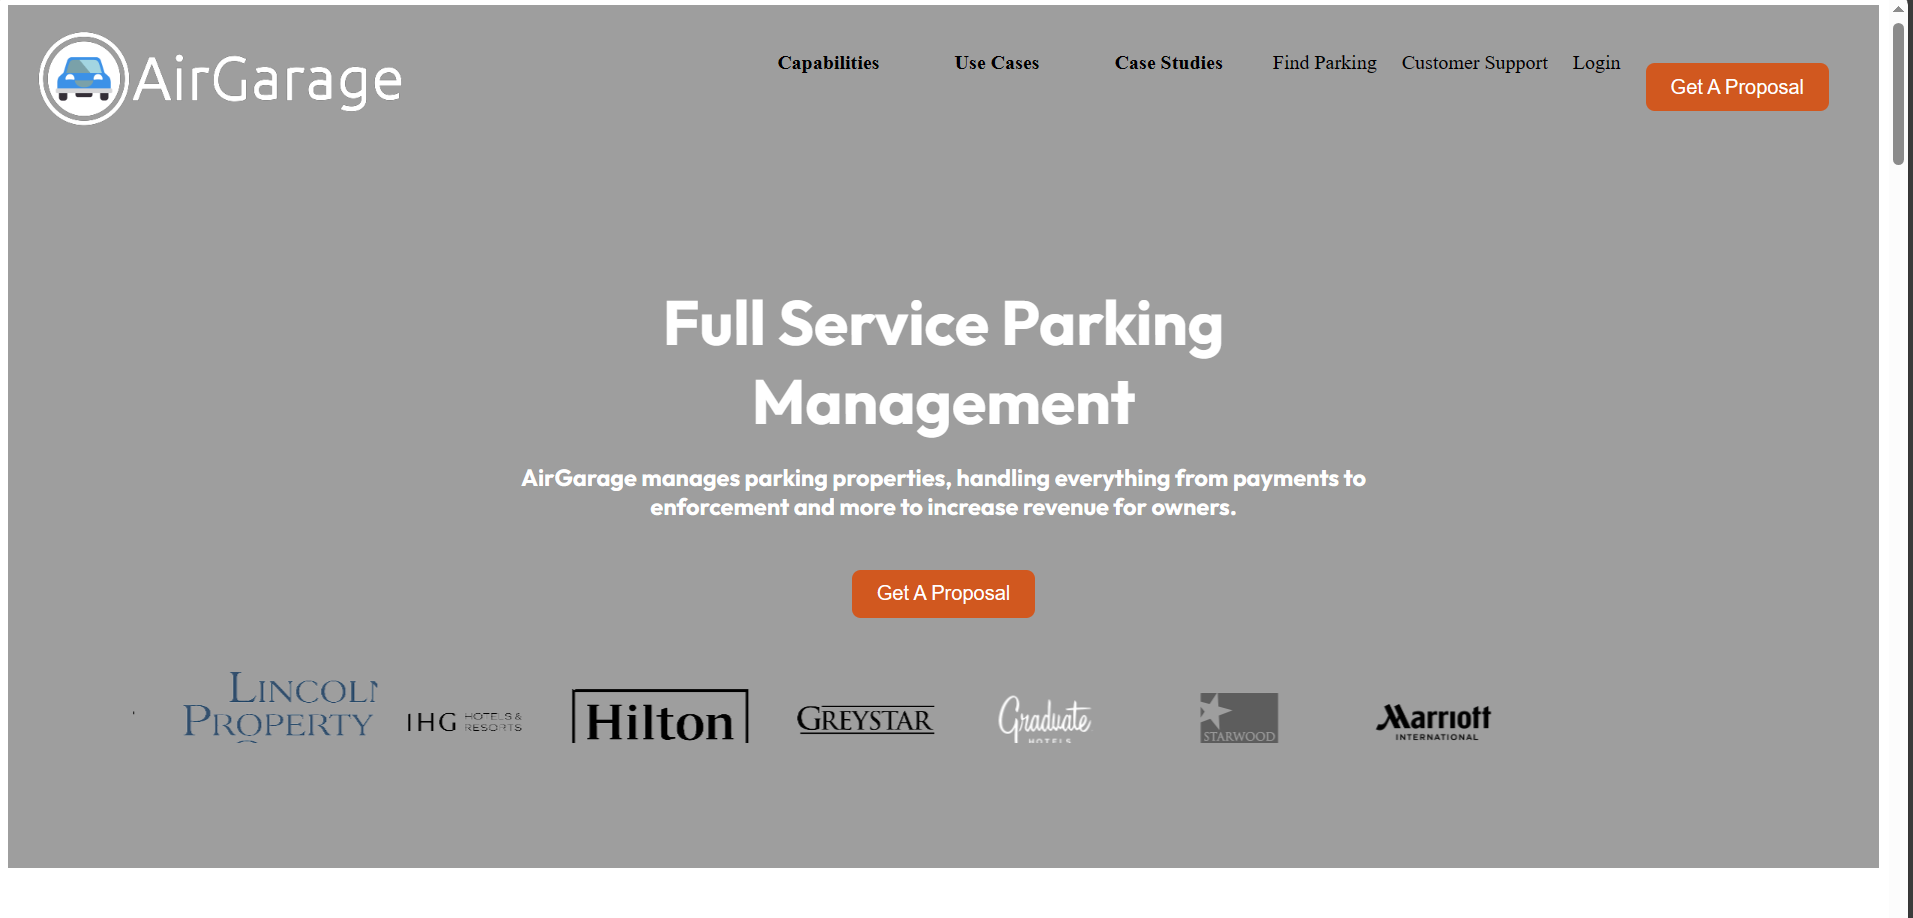 AirGarage
Capabilities
Use Cases
Case Studies
Find Parking
Customer Support
Login
Get A Proposal
Full Service Parking
Management
AirGarage manages parking properties, handling everything from payments to
enforcement and more to increase revenue for owners.
Get A Proposal
LINCOLN
PROPERTY
IHG HOTELS &
RESORTS
Hilton
GREYSTAR
Graduate
HOTELS
STARWOOD
Marriott
INTERNATIONAL